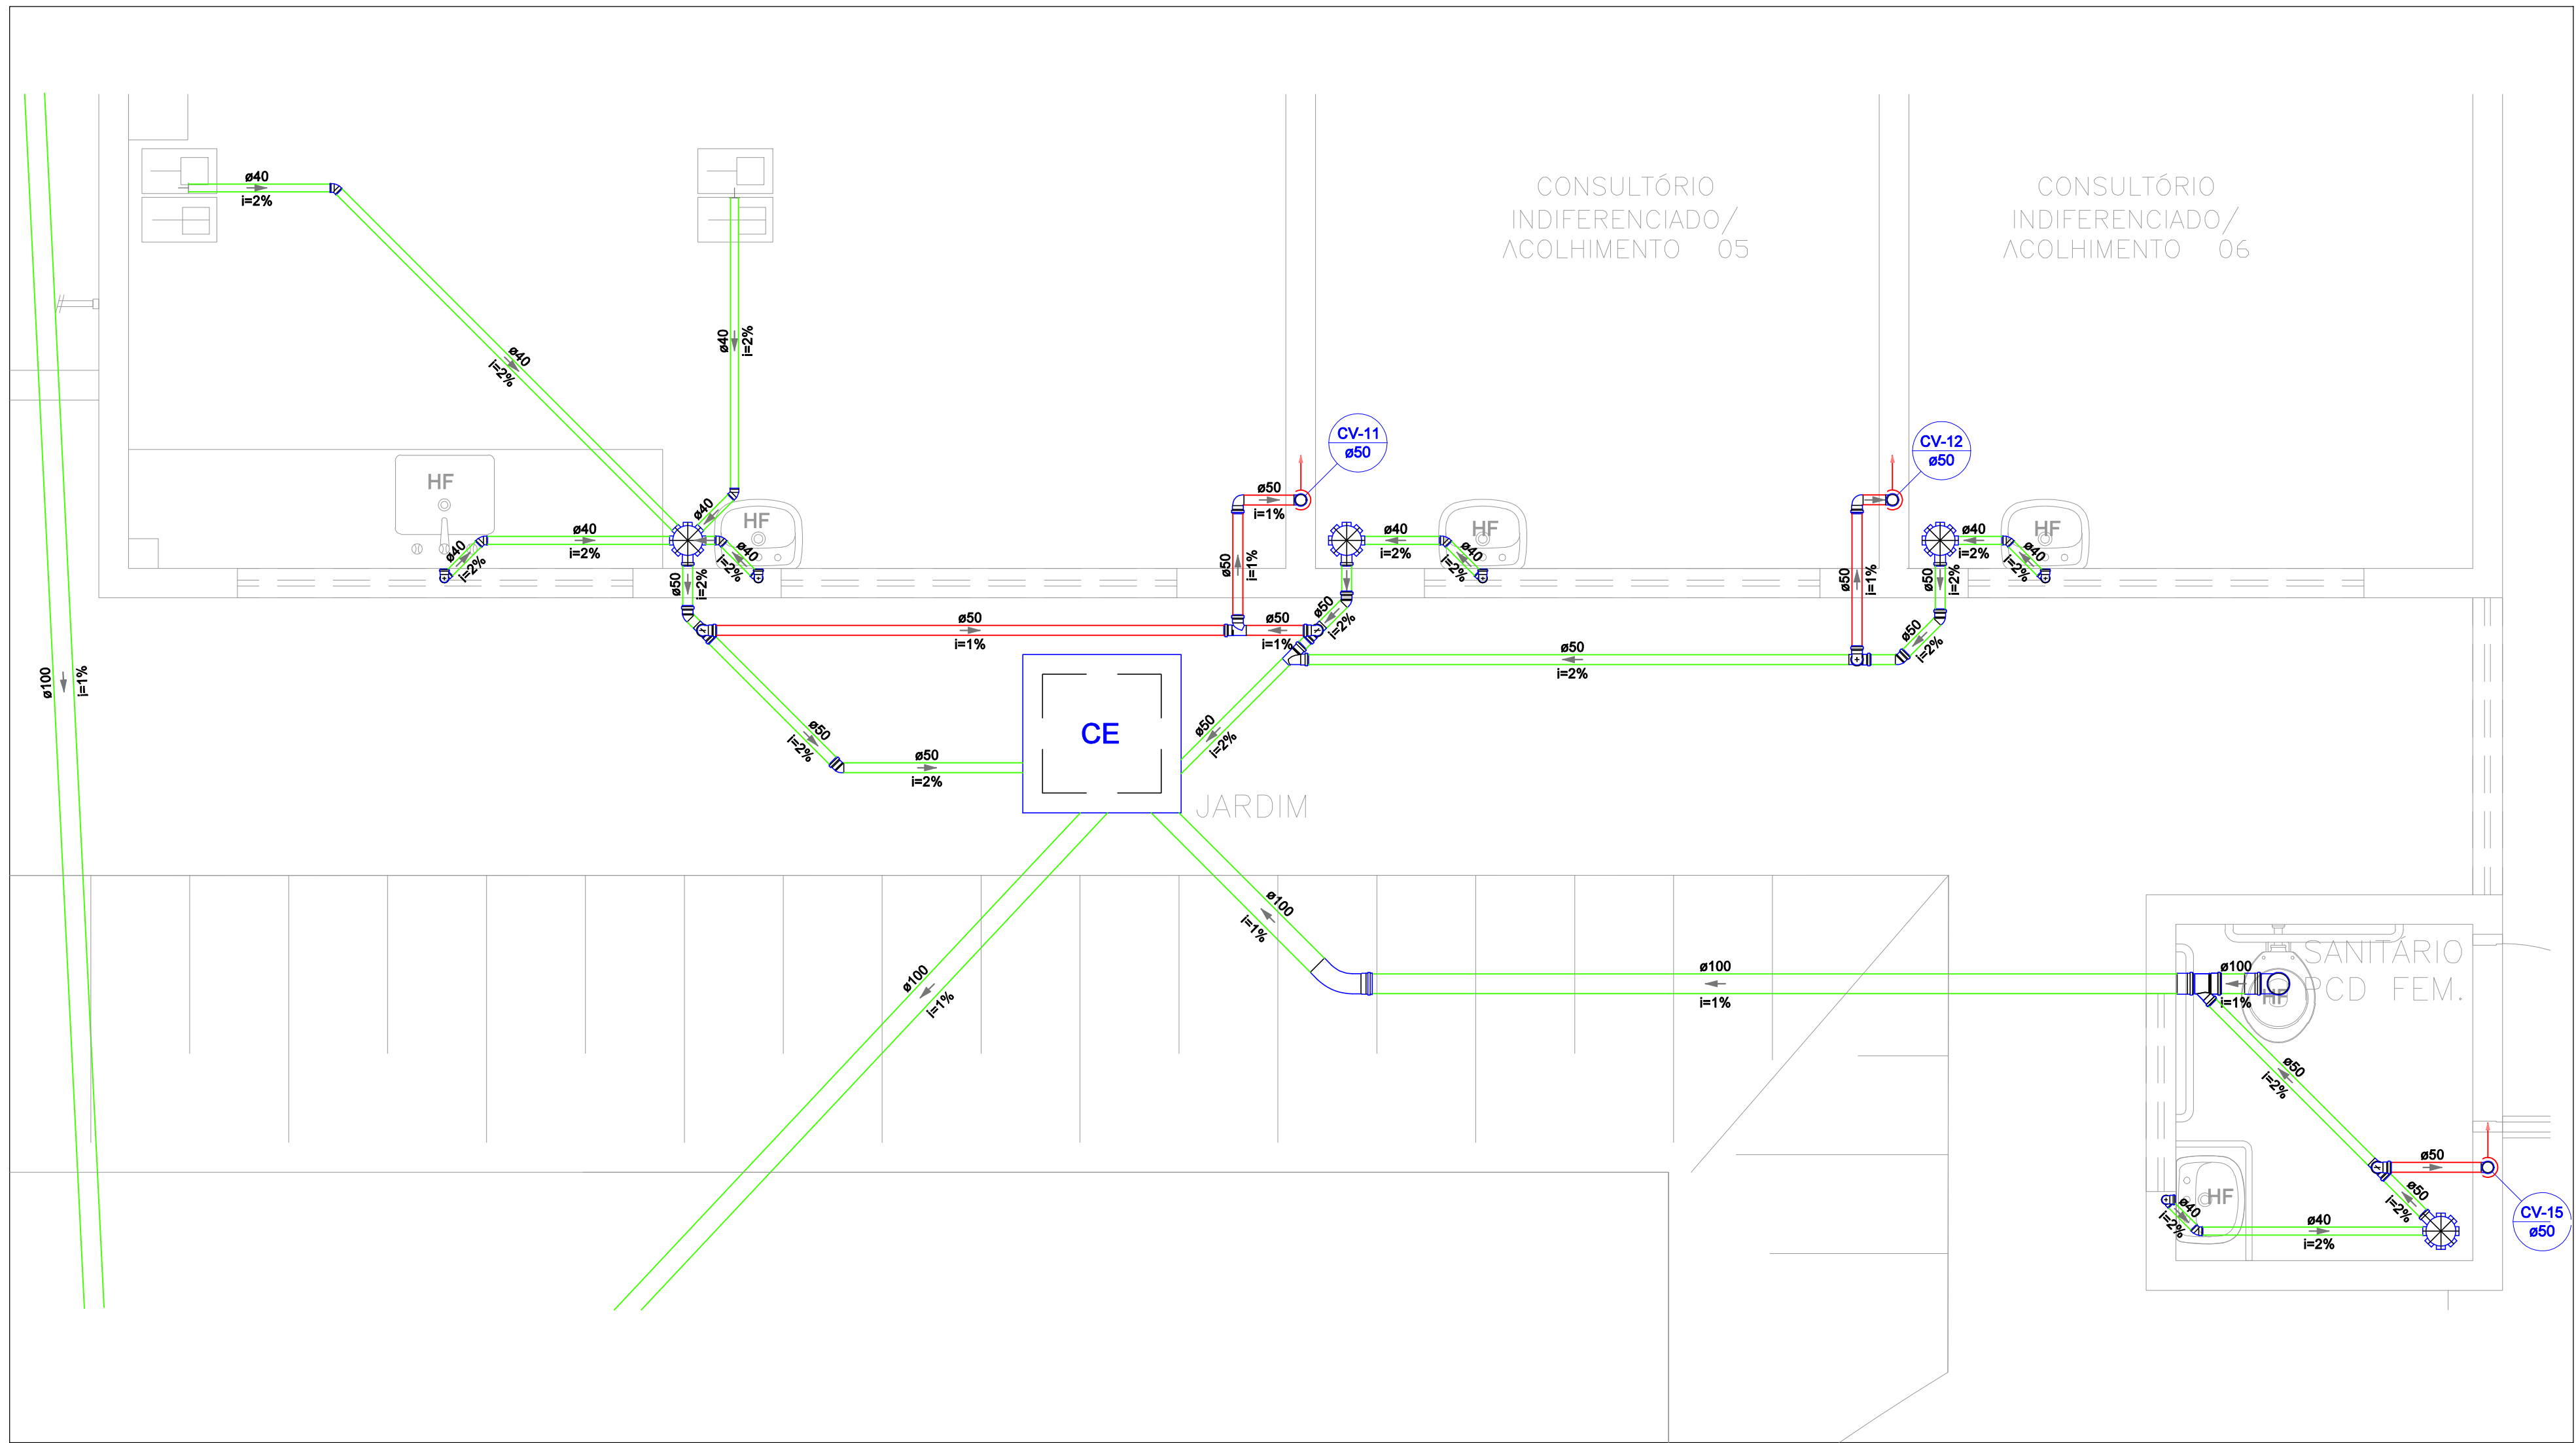 ø40
i=2%
ø40
i=2%
ø40
i=2%
CONSULTÓRIO
INDIFERENCIADO/
ACOLHIMENTO 05
CONSULTÓRIO
INDIFERENCIADO/
ACOLHIMENTO 06
CV-11
ø50
CV-12
ø50
HF
HF
HF
HF
ø40
ø40
i=2%
ø40
i=2%
ø40
i=2%
ø50
i=2%
ø50
i=1%
ø50
i=1%
ø40
i=2%
ø40
i=2%
ø50
i=1%
ø40
i=2%
ø40
i=2%
ø50
i=2%
ø50
i=1%
ø50
i=1%
ø50
i=2%
ø50
i=2%
ø50
i=2%
ø100
i=1%
ø50
i=2%
ø50
i=2%
CE
ø50
i=2%
JARDIM
ø100
i=1%
ø100
i=1%
ø100
i=1%
ø100
i=1%
SANITÁRIO
PCD FEM.
HF
ø50
i=2%
ø50
ø50
i=2%
HF
ø40
i=2%
ø40
i=2%
CV-15
ø50